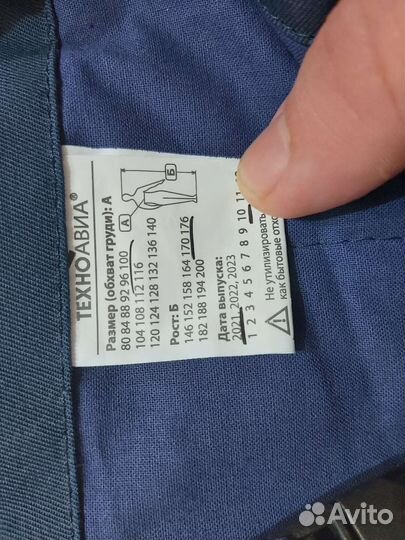 ТЕХНОАВИА®
Размер (обхват груди): А
80 84 88 92 96 100
104 108 112 116
120 124 128 132 136 140
Рост: Б
146 152 158 164 170 176
182 188 194 200
Дата выпуска:
2021, 2022, 2023
1 2 3 4 5 6 7 8 9 10
Не утилизировать
как бытовые отхо
А
Б
Avito